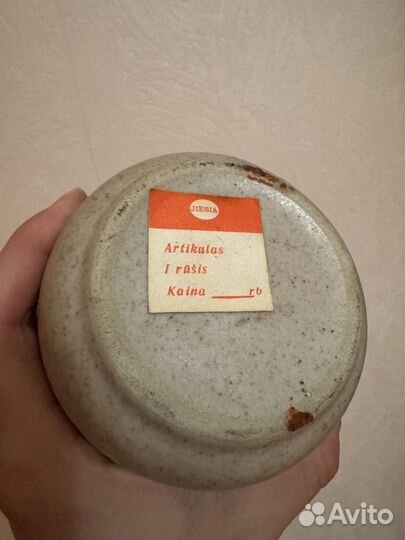 JIESIA
Artikulas
I rūšis
Kaina ____rb
Avito